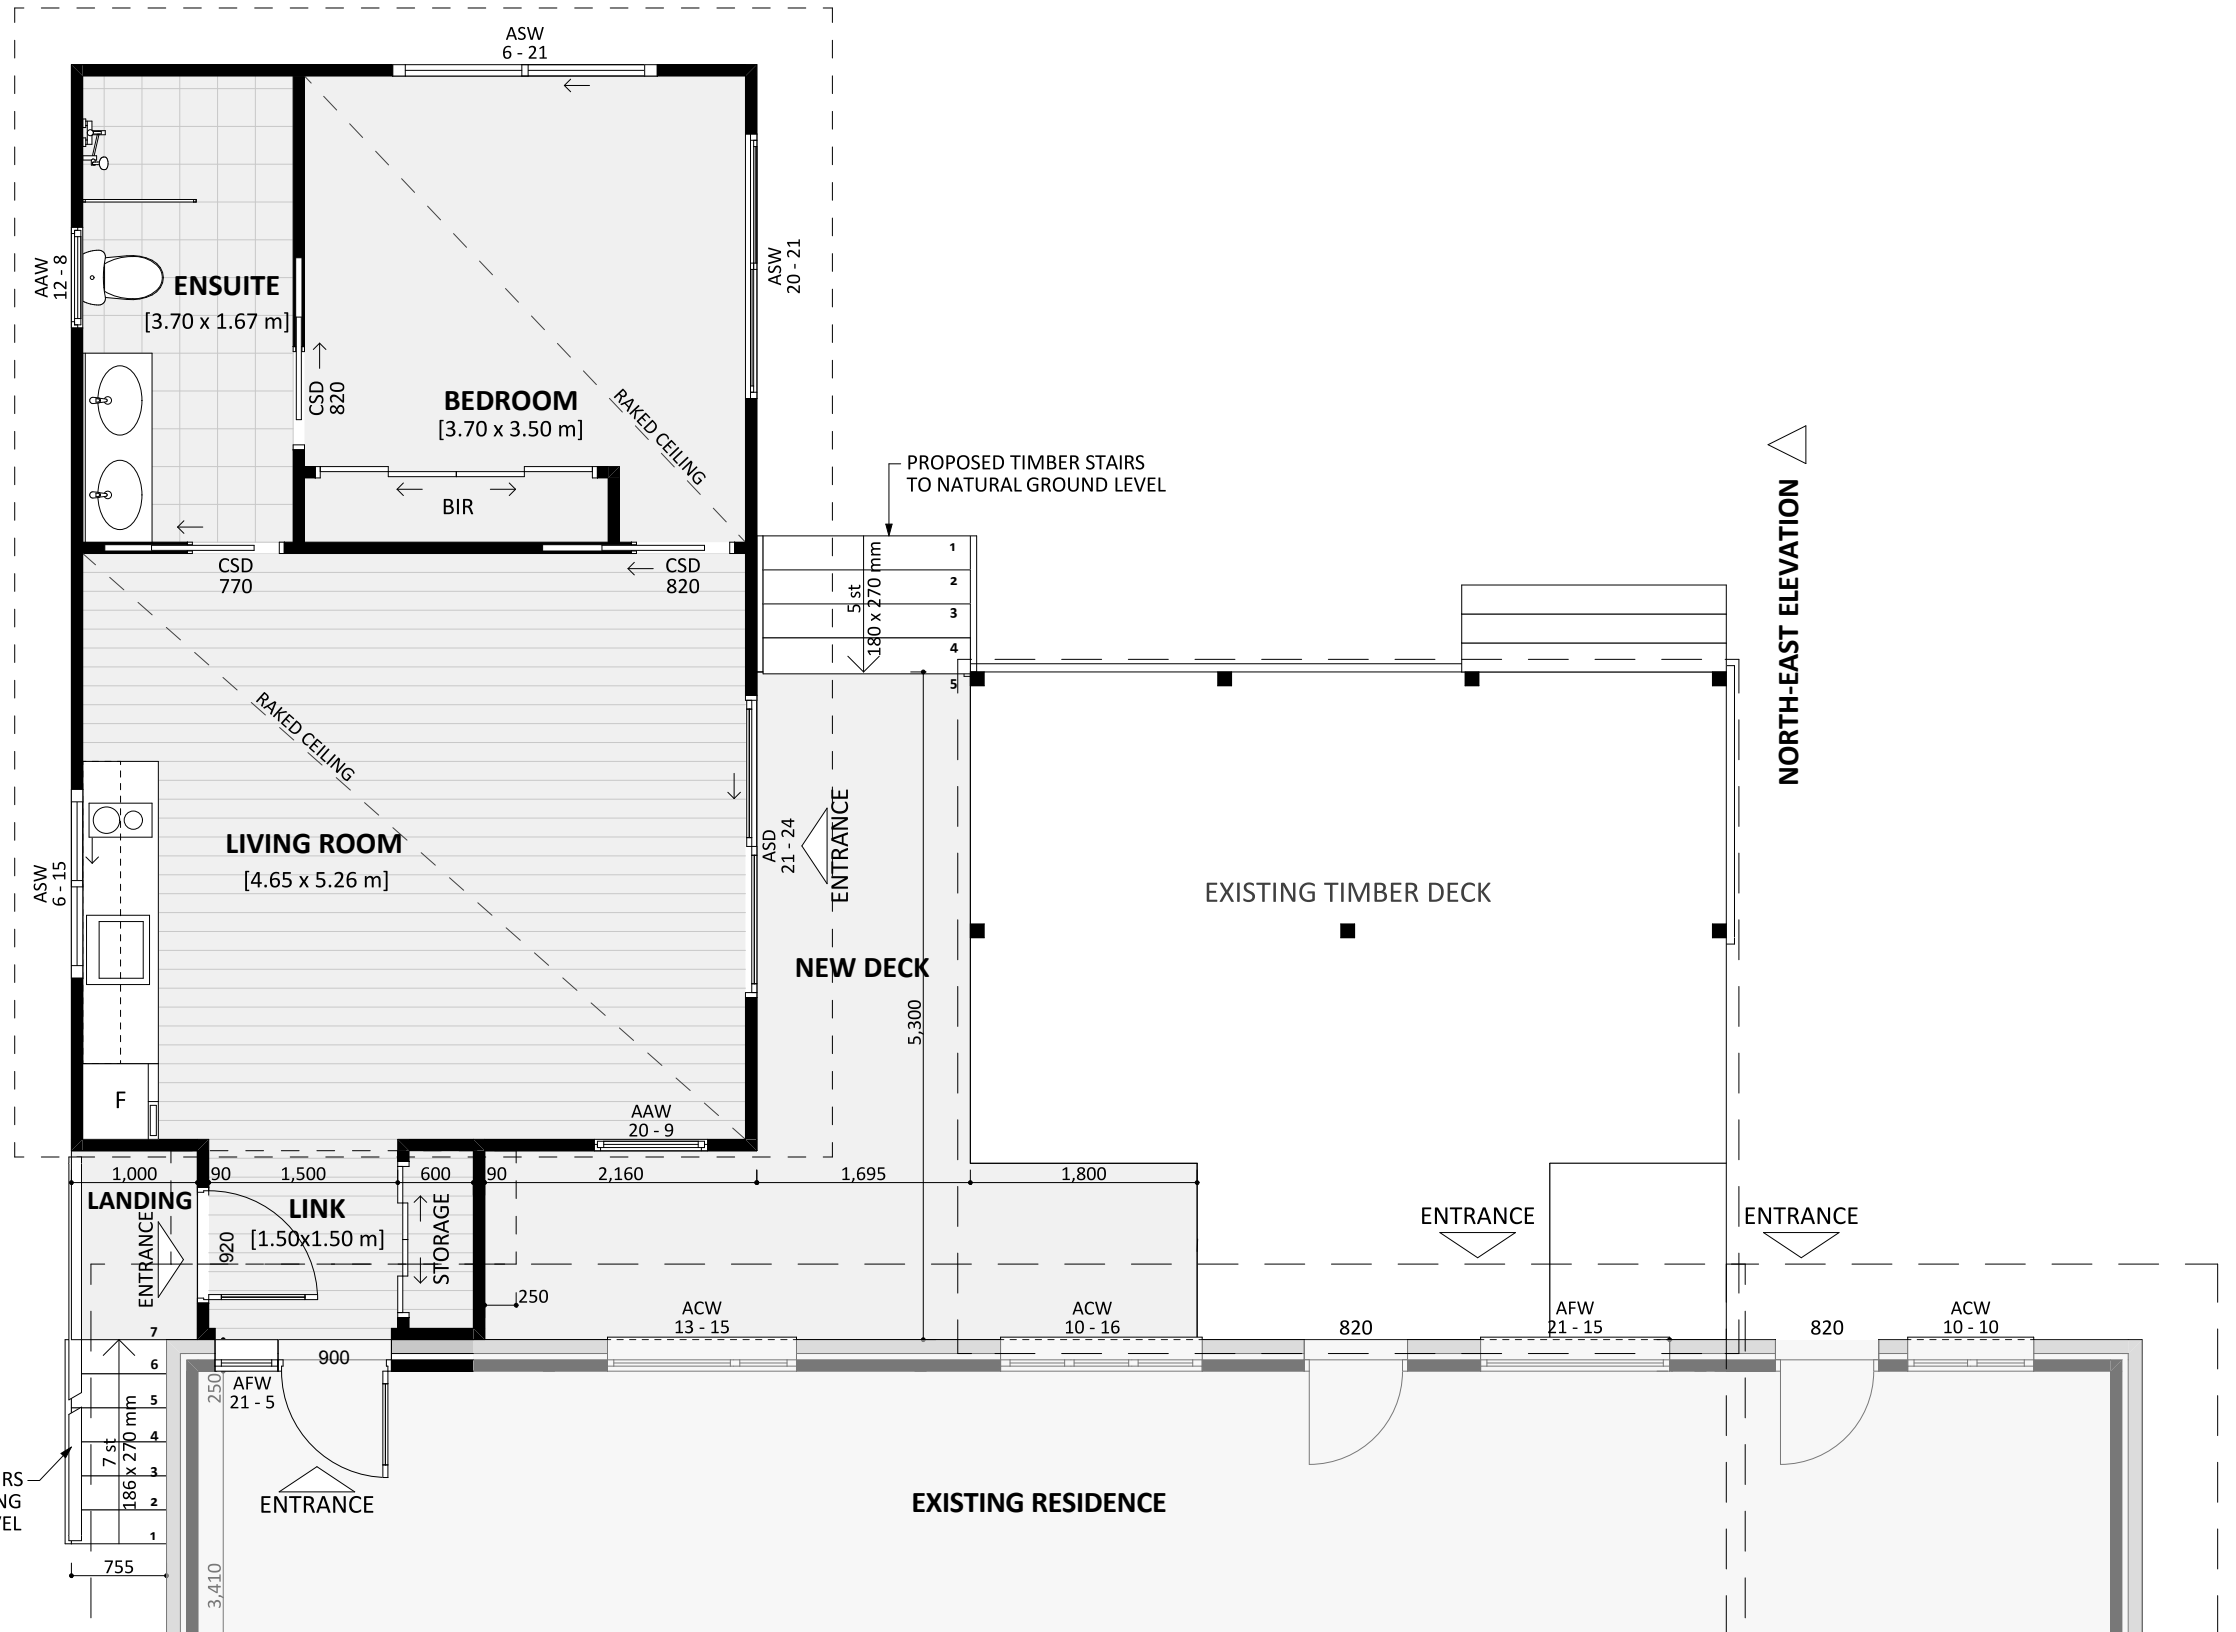 ASW
6 - 21
AAW
12 - 8
ENSUITE
[3.70 x 1.67 m]
CSD
820
BEDROOM
[3.70 x 3.50 m]
RAKED CEILING
ASW
20 - 21
BIR
CSD
770
CSD
820
PROPOSED TIMBER STAIRS
TO NATURAL GROUND LEVEL
1
2
3
4
5
5 st
180 x 270 mm
NORTH-EAST ELEVATION
RAKED CEILING
LIVING ROOM
[4.65 x 5.26 m]
ASW
6 - 15
ASD
21 - 24
ENTRANCE
NEW DECK
5,300
EXISTING TIMBER DECK
F
AAW
20 - 9
1,000
90
1,500
600
90
2,160
1,695
1,800
LANDING
ENTRANCE
920
LINK
[1.50x1.50 m]
STORAGE
250
ENTRANCE
ENTRANCE
ACW
13 - 15
ACW
10 - 16
820
AFW
21 - 15
820
ACW
10 - 10
7
6
5
4
3
2
1
7 st
186 x 270 mm
900
250
AFW
21 - 5
ENTRANCE
EXISTING RESIDENCE
RS
NG
VEL
755
3,410